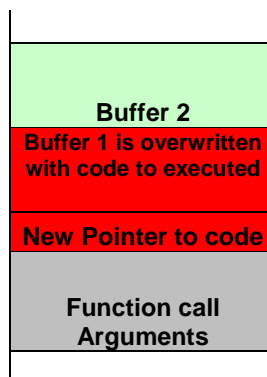 Buffer 2
Buffer 1 is overwritten
with code to executed
New Pointer to code
Function call
Arguments